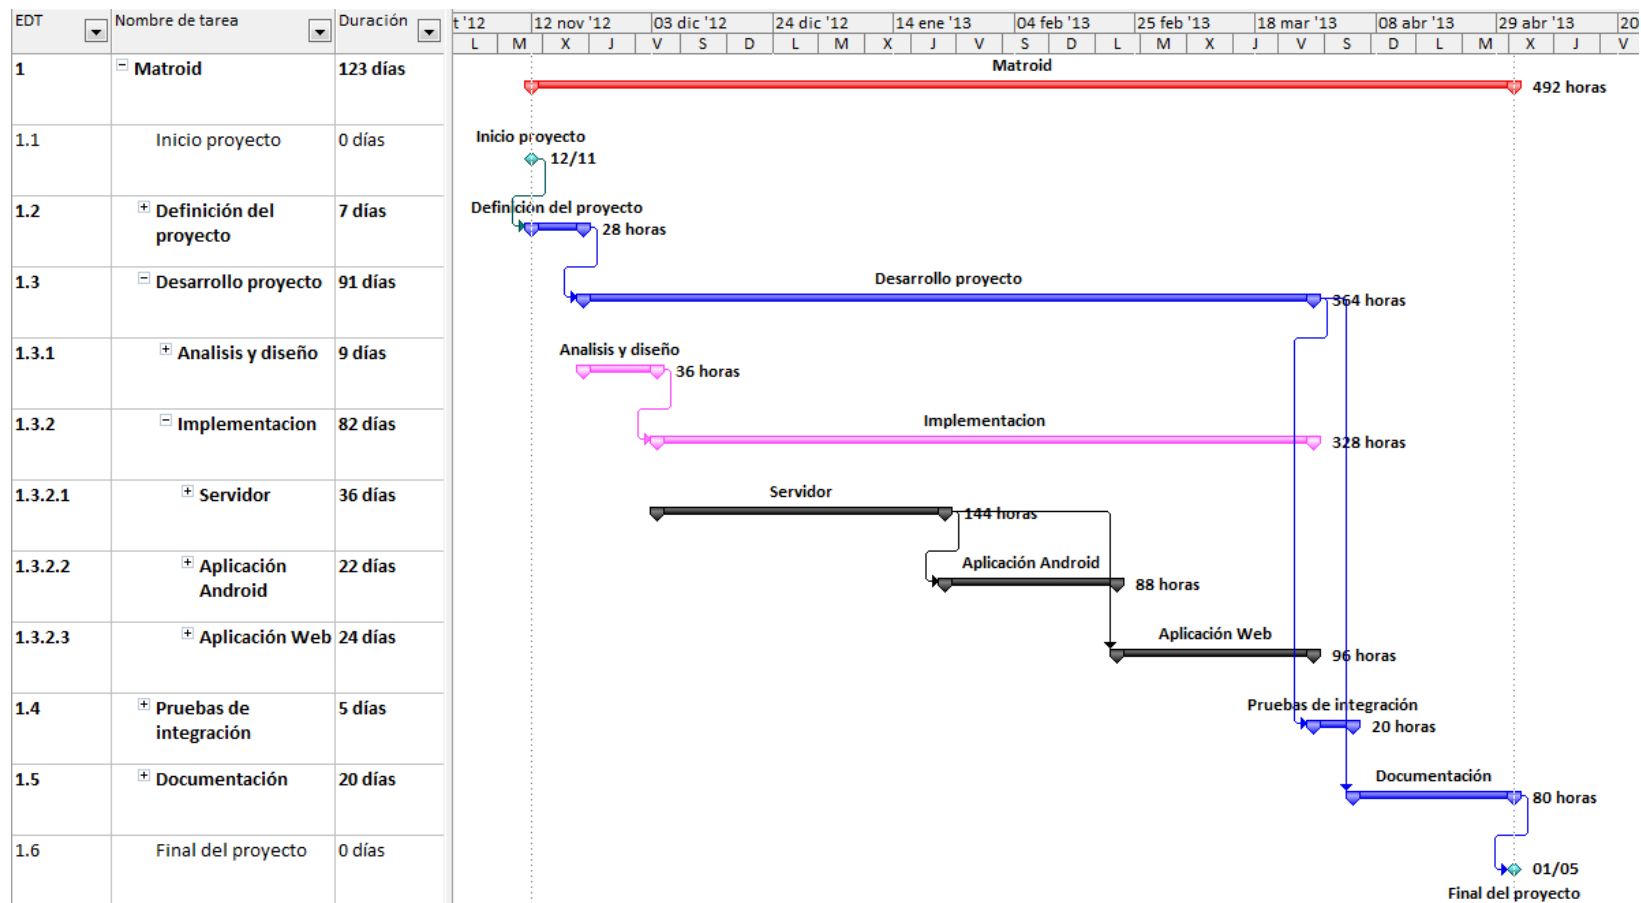 EDT Nombre de tarea Duración t '12 12 nov '12 03 dic '12 24 dic '12 14 ene '13 04 feb '13 25 feb '13 18 mar '13 08 abr '13 29 abr '13 20
L M X J V S D L M X J V S D L M X J V S D L M X J V
1 Matroid 123 días
Matroid
492 horas
1.1 Inicio proyecto 0 días
Inicio proyecto
12/11
1.2 Definición del
proyecto
7 días
Definición del proyecto
28 horas
1.3 Desarrollo proyecto 91 días
Desarrollo proyecto
364 horas
1.3.1 Analisis y diseño 9 días
Analisis y diseño
36 horas
1.3.2 Implementacion 82 días
Implementacion
328 horas
1.3.2.1 Servidor 36 días
Servidor
144 horas
1.3.2.2 Aplicación
Android
22 días
Aplicación Android
88 horas
1.3.2.3 Aplicación Web 24 días
Aplicación Web
96 horas
1.4 Pruebas de
integración
5 días
Pruebas de integración
20 horas
1.5 Documentación 20 días
Documentación
80 horas
1.6 Final del proyecto 0 días
01/05
Final del proyecto